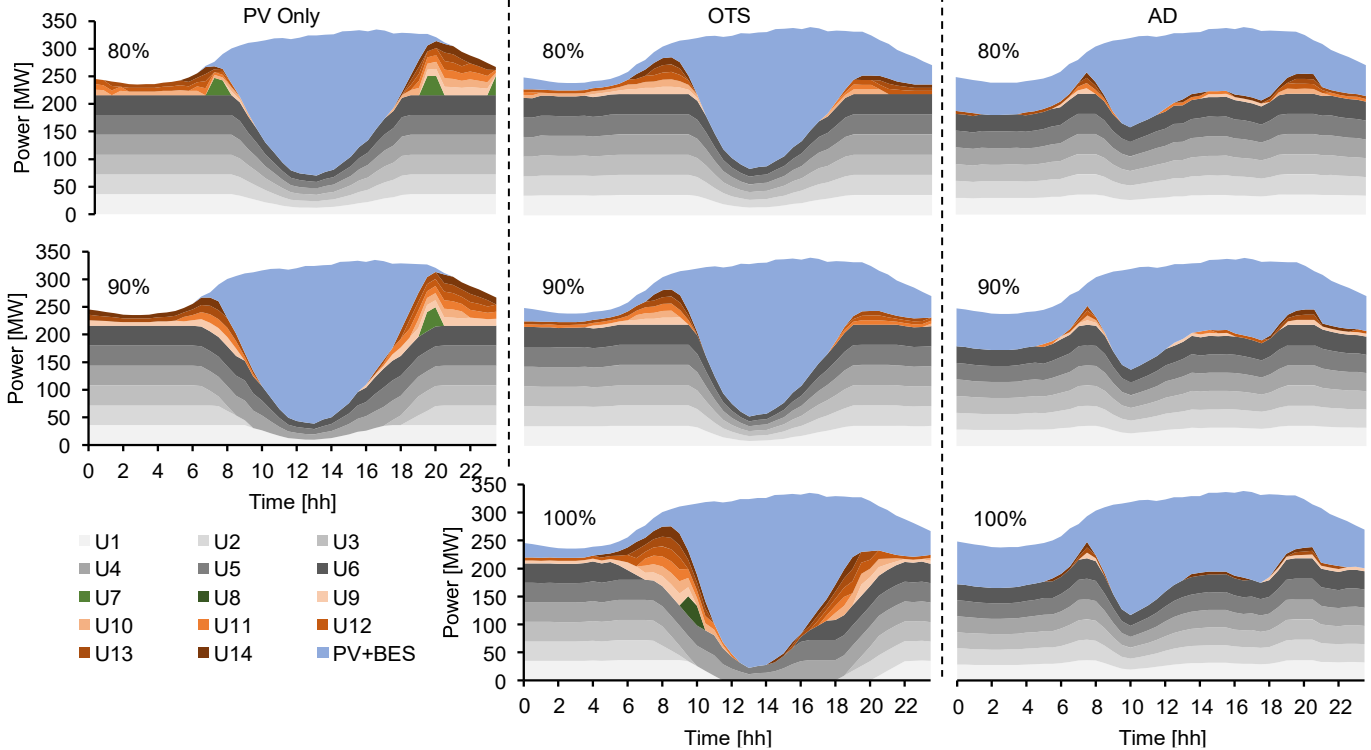 PV Only
OTS
AD
350
300
250
200
150
100
50
0
Power [MW]
80%
80%
80%
350
300
250
200
150
100
50
0
Power [MW]
90%
90%
90%
0 2 4 6 8 10 12 14 16 18 20 22
Time [hh]
350
300
250
200
150
100
50
0
Power [MW]
100%
100%
U1 U2 U3
U4 U5 U6
U7 U8 U9
U10 U11 U12
U13 U14 PV+BES
0 2 4 6 8 10 12 14 16 18 20 22
0 2 4 6 8 10 12 14 16 18 20 22
Time [hh]
Time [hh]